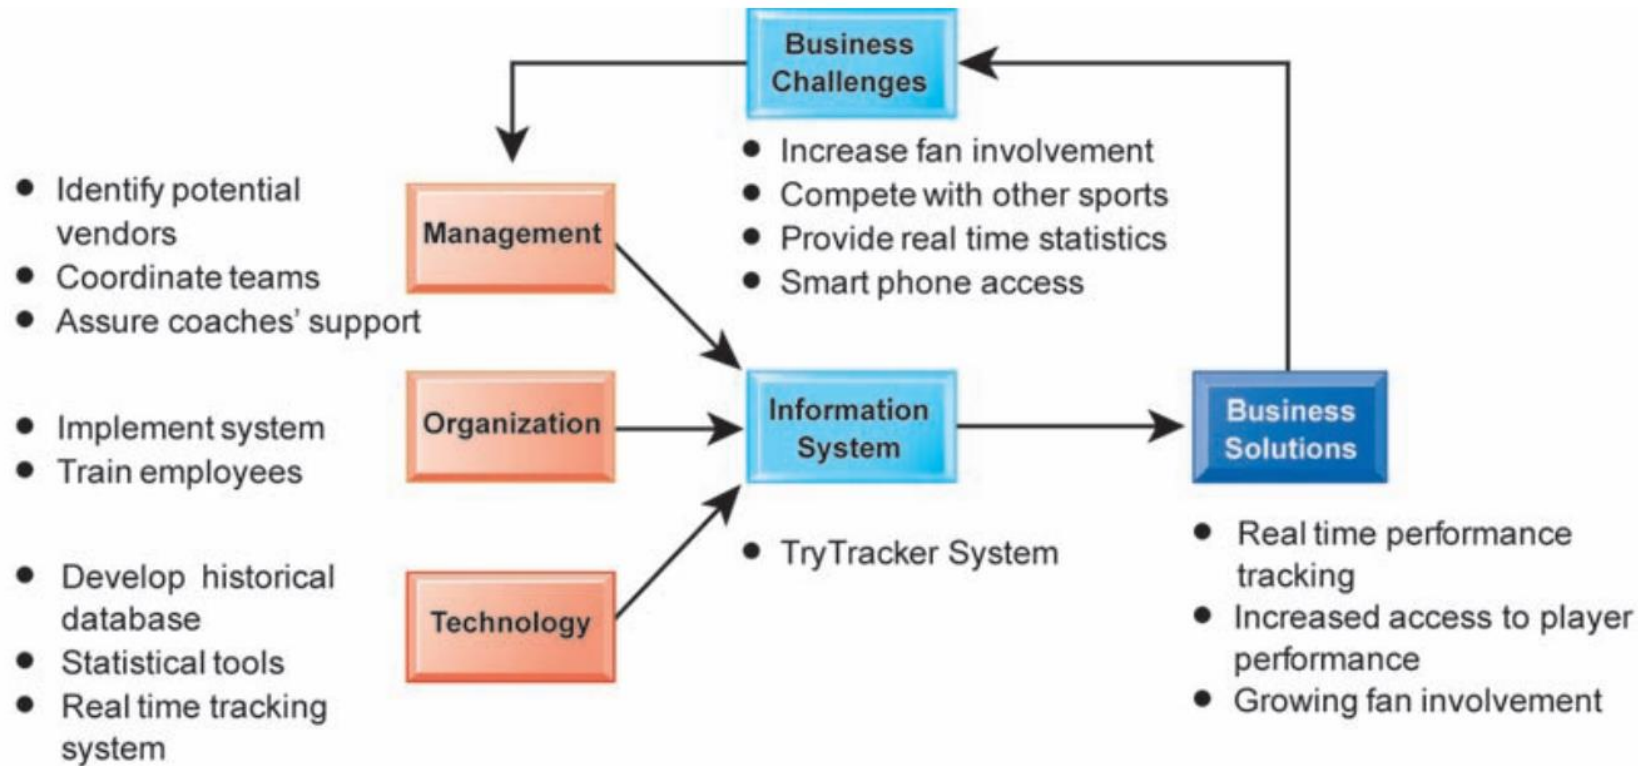 Business
Challenges
• Increase fan involvement
• Compete with other sports
• Provide real time statistics
• Smart phone access
• Identify potential
vendors
• Coordinate teams
• Assure coaches’ support
Management
• Implement system
• Train employees
Organization
• Develop historical
database
• Statistical tools
• Real time tracking
system
Technology
Information
System
• TryTracker System
Business
Solutions
• Real time performance
tracking
• Increased access to player
performance
• Growing fan involvement